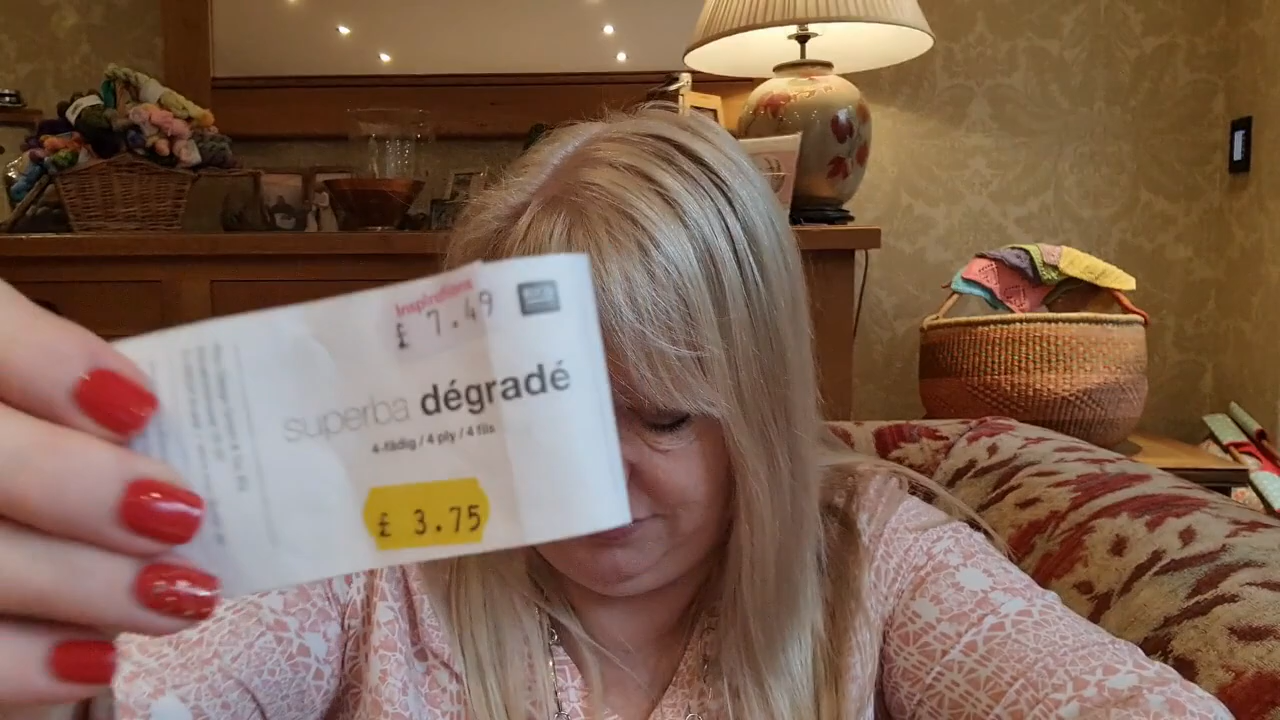 Inspirations
£ 7.49
superba dégradé
4-fädig / 4 ply / 4 fils
£ 3.75